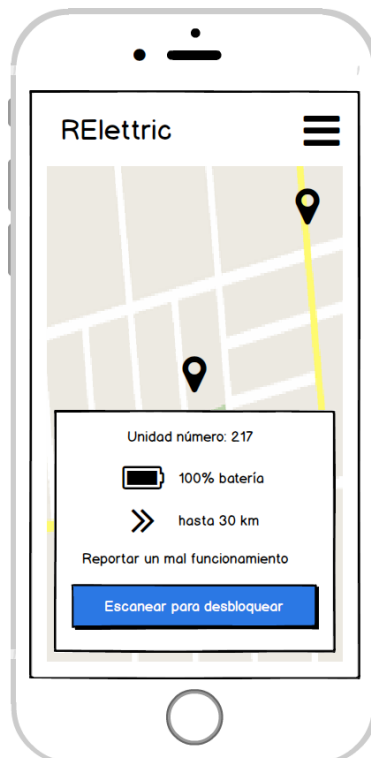 RElettric
Unidad número: 217
100% batería
hasta 30 km
Reportar un mal funcionamiento
Escanear para desbloquear